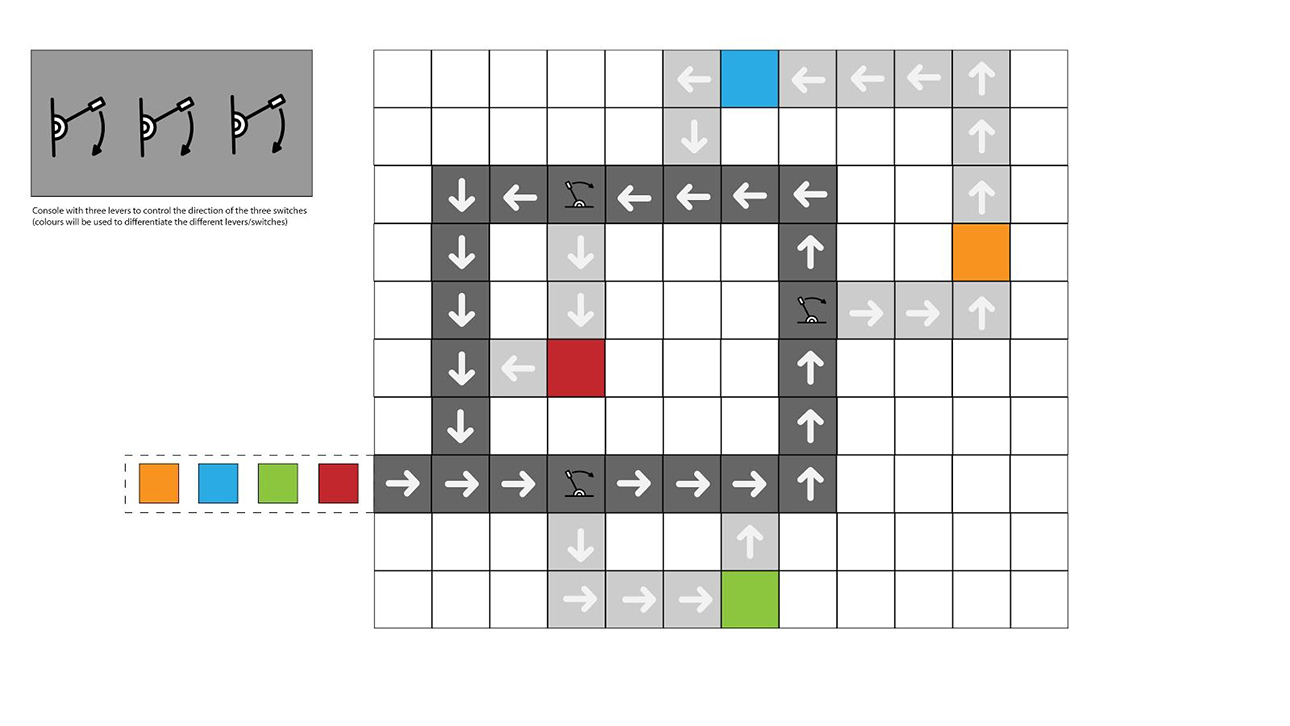 Console with three levers to control the direction of the three switches
(colours will be used to differentiate the different levers/switches)